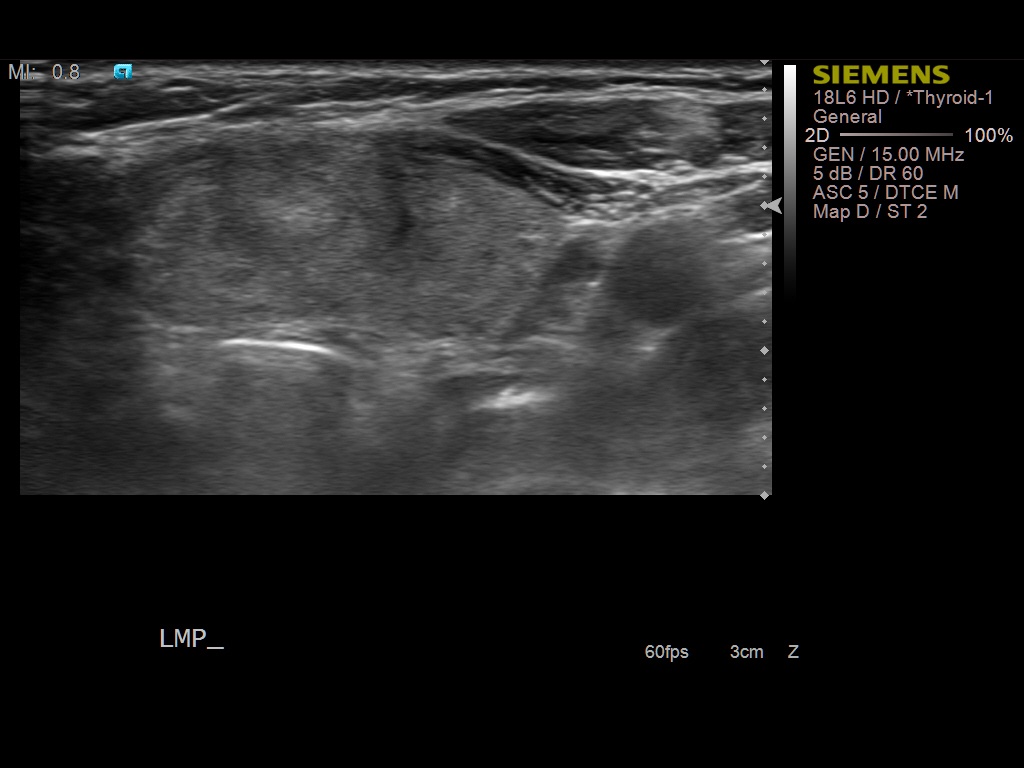 MI: 0.8
SIEMENS
18L6 HD / *Thyroid-1
General
2D 100%
GEN / 15.00 MHz
5 dB / DR 60
ASC 5 / DTCE M
Map D / ST 2
LMP_
60fps 3cm Z